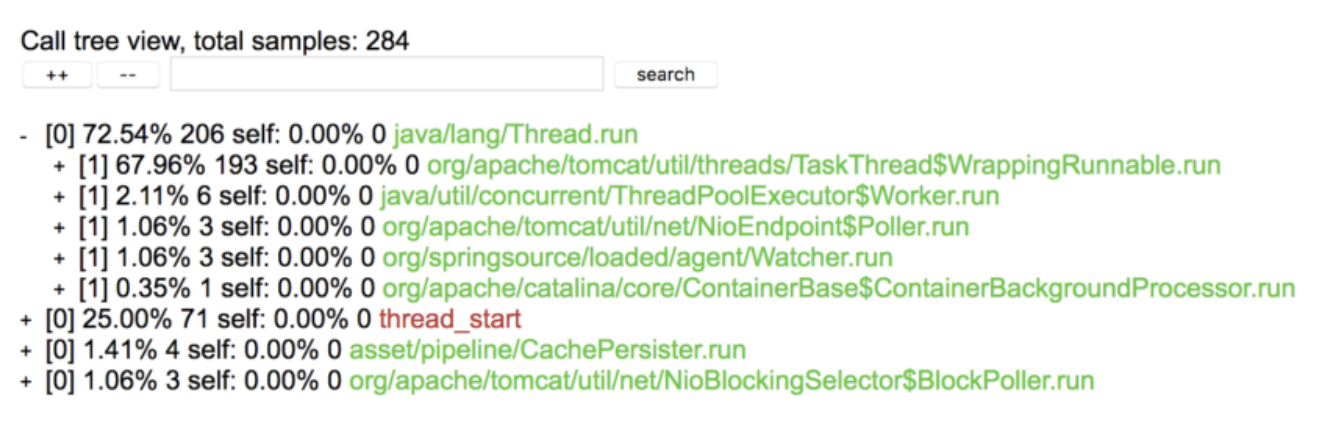 Call tree view, total samples: 284
++ -- search
- [0] 72.54% 206 self: 0.00% 0 java/lang/Thread.run
+ [1] 67.96% 193 self: 0.00% 0 org/apache/tomcat/util/threads/TaskThread$WrappingRunnable.run
+ [1] 2.11% 6 self: 0.00% 0 java/util/concurrent/ThreadPoolExecutor$Worker.run
+ [1] 1.06% 3 self: 0.00% 0 org/apache/tomcat/util/net/NioEndpoint$Poller.run
+ [1] 1.06% 3 self: 0.00% 0 org/springsource/loaded/agent/Watcher.run
+ [1] 0.35% 1 self: 0.00% 0 org/apache/catalina/core/ContainerBase$ContainerBackgroundProcessor.run
+ [0] 25.00% 71 self: 0.00% 0 thread_start
+ [0] 1.41% 4 self: 0.00% 0 asset/pipeline/CachePersister.run
+ [0] 1.06% 3 self: 0.00% 0 org/apache/tomcat/util/net/NioBlockingSelector$BlockPoller.run